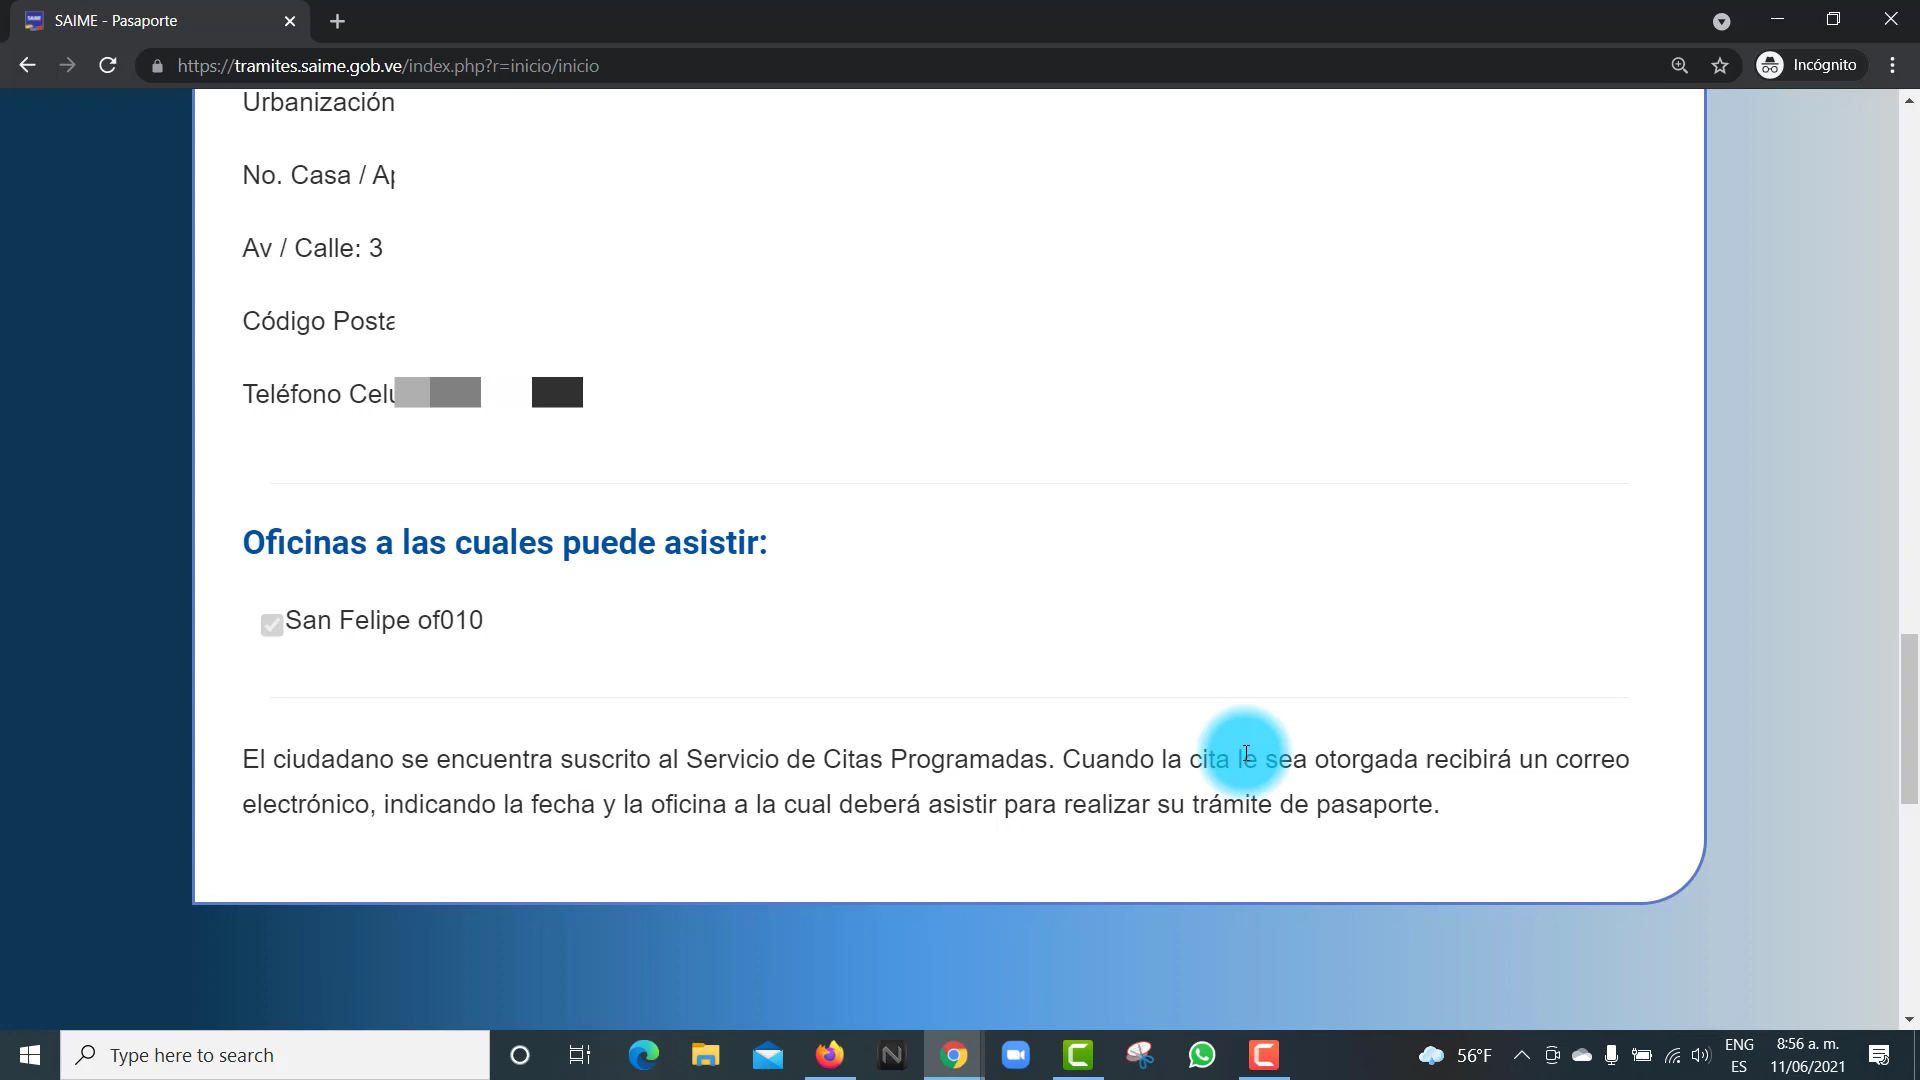 SAIME - Pasaporte
https://tramites.saime.gob.ve/index.php?r=inicio/inicio
Incógnito
Urbanización
No. Casa / Ap
Av / Calle: 3
Código Posta
Teléfono Celu
Oficinas a las cuales puede asistir:
San Felipe of010
El ciudadano se encuentra suscrito al Servicio de Citas Programadas. Cuando la cita le sea otorgada recibirá un correo
electrónico, indicando la fecha y la oficina a la cual deberá asistir para realizar su trámite de pasaporte.
Type here to search
56°F
ENG
ES
8:56 a. m.
11/06/2021